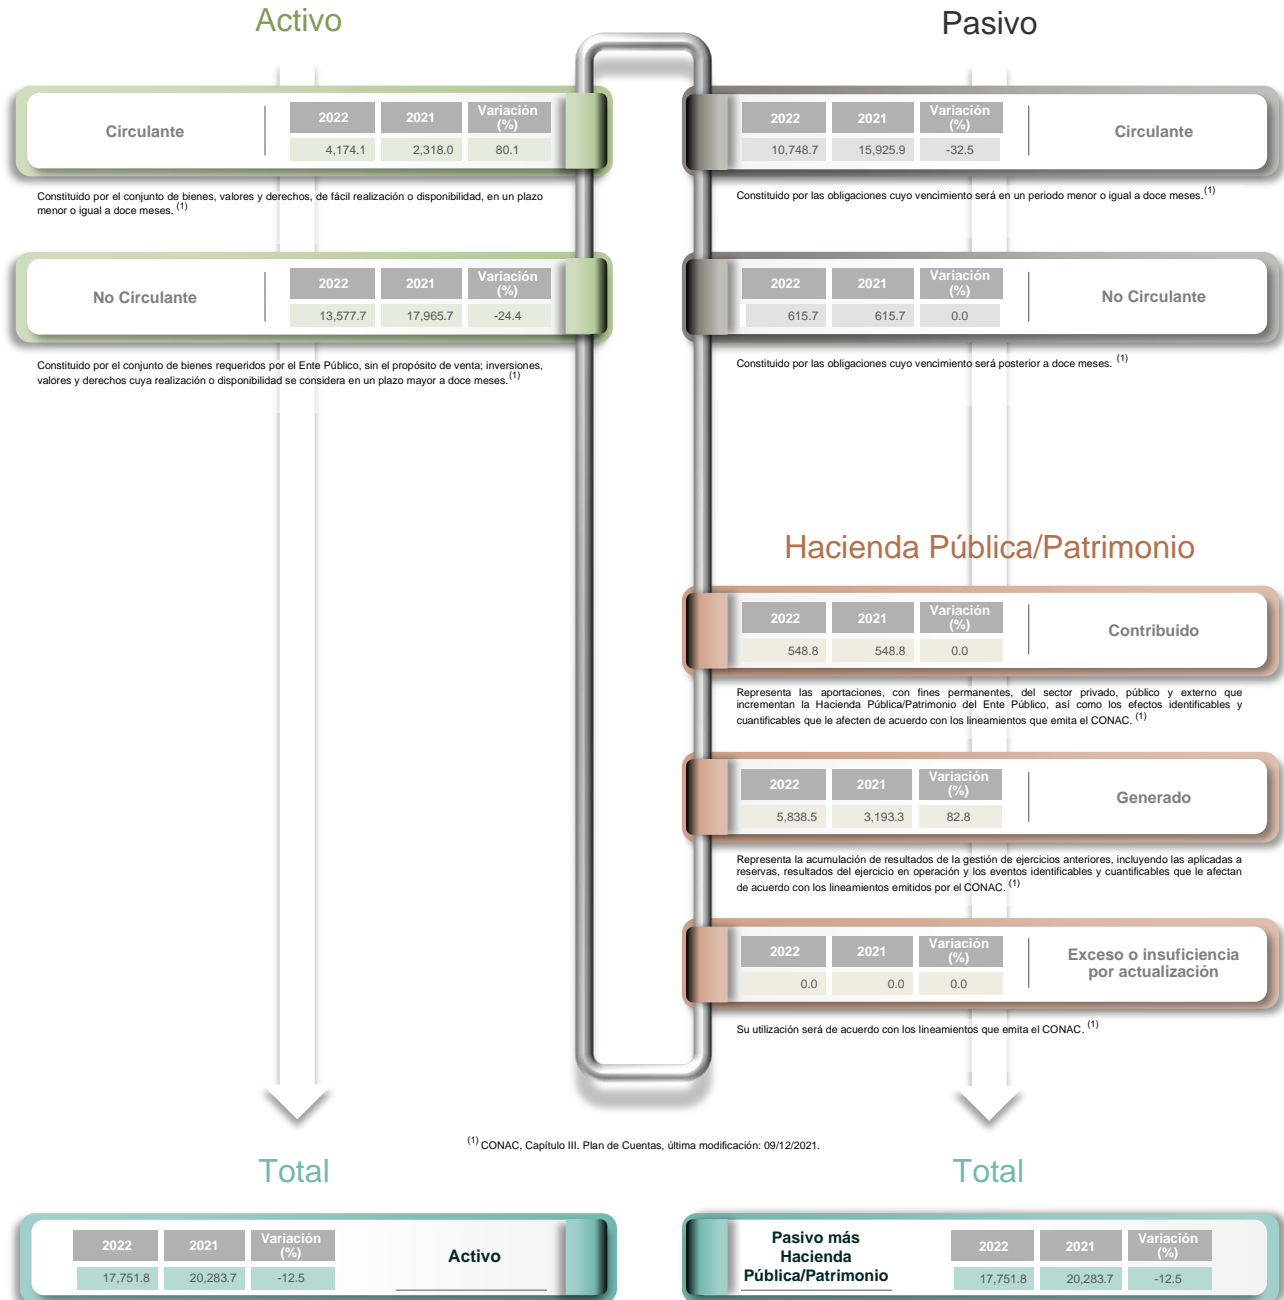 Activo
Circulante
2022 2021 Variación (%)
4,174.1 2,318.0 80.1
Constituido por el conjunto de bienes, valores y derechos, de fácil realización o disponibilidad, en un plazo
menor o igual a doce meses. (1)
No Circulante
2022 2021 Variación (%)
13,577.7 17,965.7 -24.4
Constituido por el conjunto de bienes requeridos por el Ente Público, sin el propósito de venta; inversiones,
valores y derechos cuya realización o disponibilidad se considera en un plazo mayor a doce meses. (1)
Pasivo
2022 2021 Variación (%)
10,748.7 15,925.9 -32.5
Circulante
Constituido por las obligaciones cuyo vencimiento será en un periodo menor o igual a doce meses. (1)
2022 2021 Variación (%)
615.7 615.7 0.0
No Circulante
Constituido por las obligaciones cuyo vencimiento será posterior a doce meses. (1)
Hacienda Pública/Patrimonio
2022 2021 Variación (%)
548.8 548.8 0.0
Contribuido
Representa las aportaciones, con fines permanentes, del sector privado, público y externo que
incrementan la Hacienda Pública/Patrimonio del Ente Público, así como los efectos identificables y
cuantificables que le afecten de acuerdo con los lineamientos que emita el CONAC. (1)
2022 2021 Variación (%)
5,838.5 3,193.3 82.8
Generado
Representa la acumulación de resultados de la gestión de ejercicios anteriores, incluyendo las aplicadas a
reservas, resultados del ejercicio en operación y los eventos identificables y cuantificables que le afectan
de acuerdo con los lineamientos emitidos por el CONAC. (1)
2022 2021 Variación (%)
0.0 0.0 0.0
Exceso o insuficiencia
por actualización
Su utilización será de acuerdo con los lineamientos que emita el CONAC. (1)
(1) CONAC, Capítulo III. Plan de Cuentas, última modificación: 09/12/2021.
Total
2022 2021 Variación (%)
17,751.8 20,283.7 -12.5
Activo
Total
Pasivo más
Hacienda
Pública/Patrimonio
2022 2021 Variación (%)
17,751.8 20,283.7 -12.5